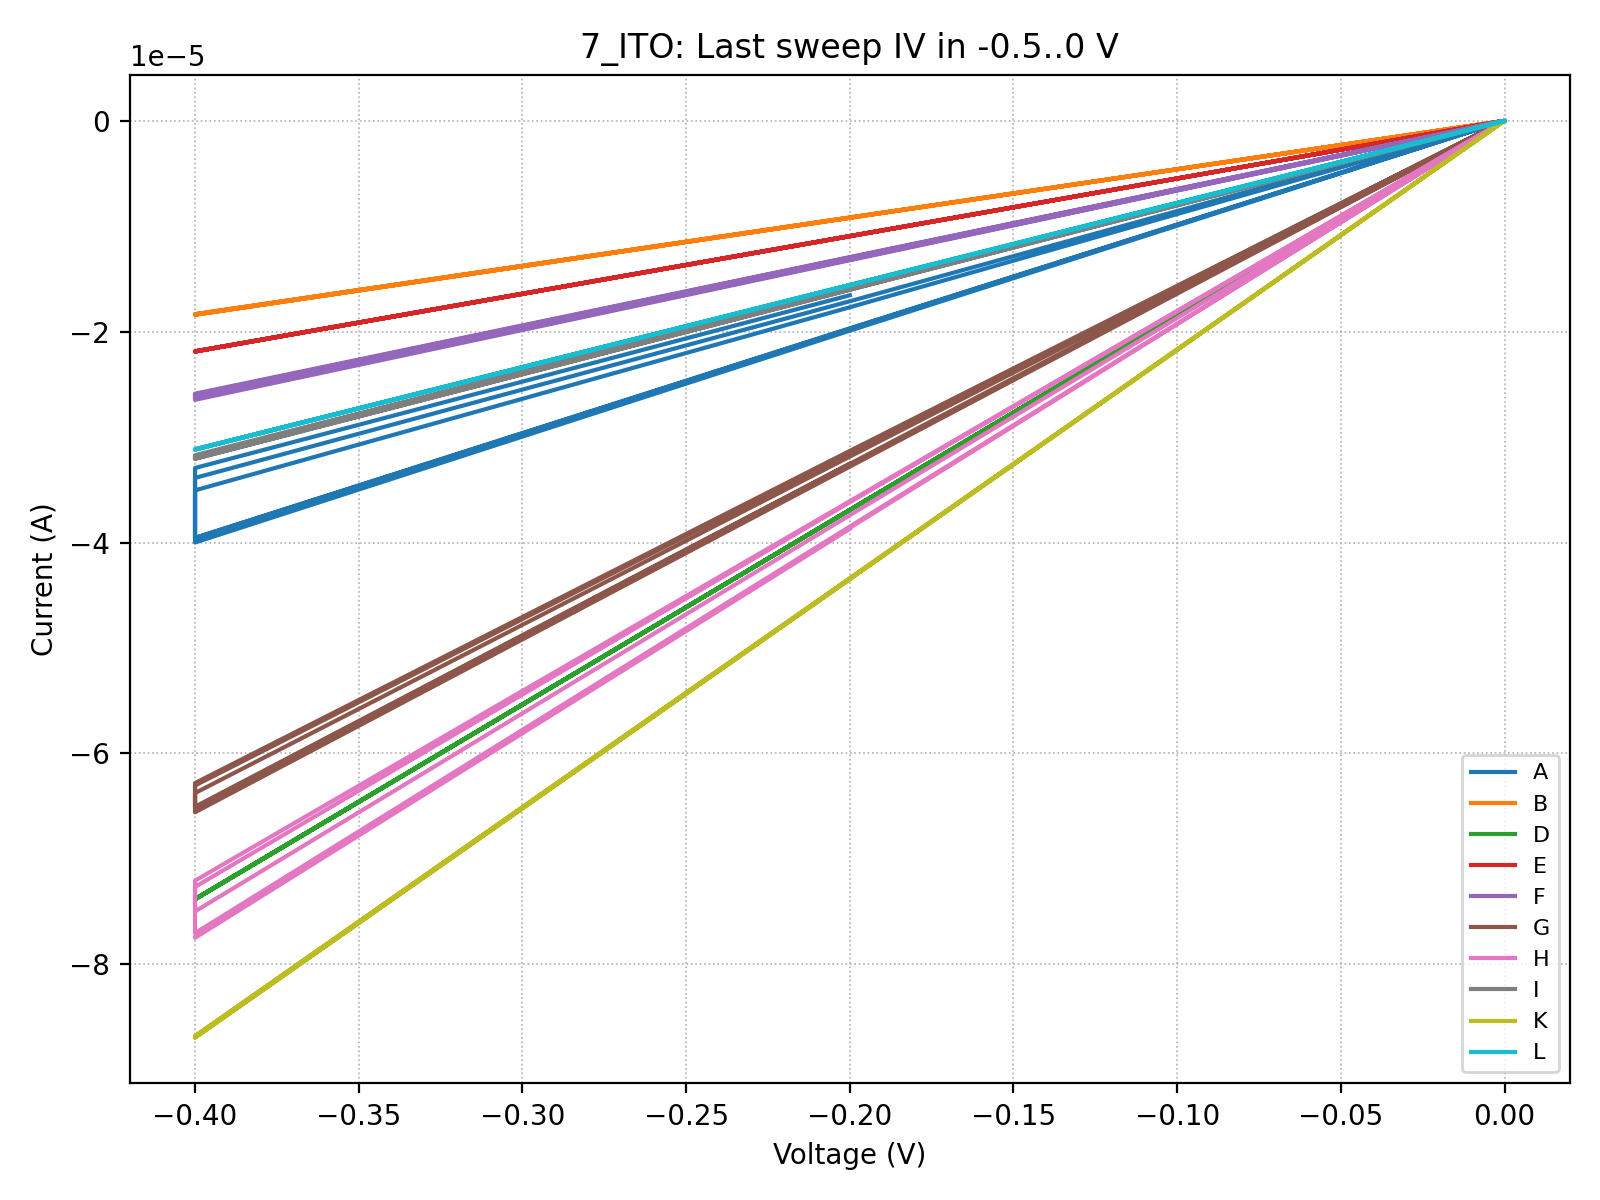 7_ITO: Last sweep IV in -0.5..0 V
1e−5
0
−2
−4
−6
−8
Current (A)
−0.40 −0.35 −0.30 −0.25 −0.20 −0.15 −0.10 −0.05 0.00
Voltage (V)
A
B
D
E
F
G
H
I
K
L